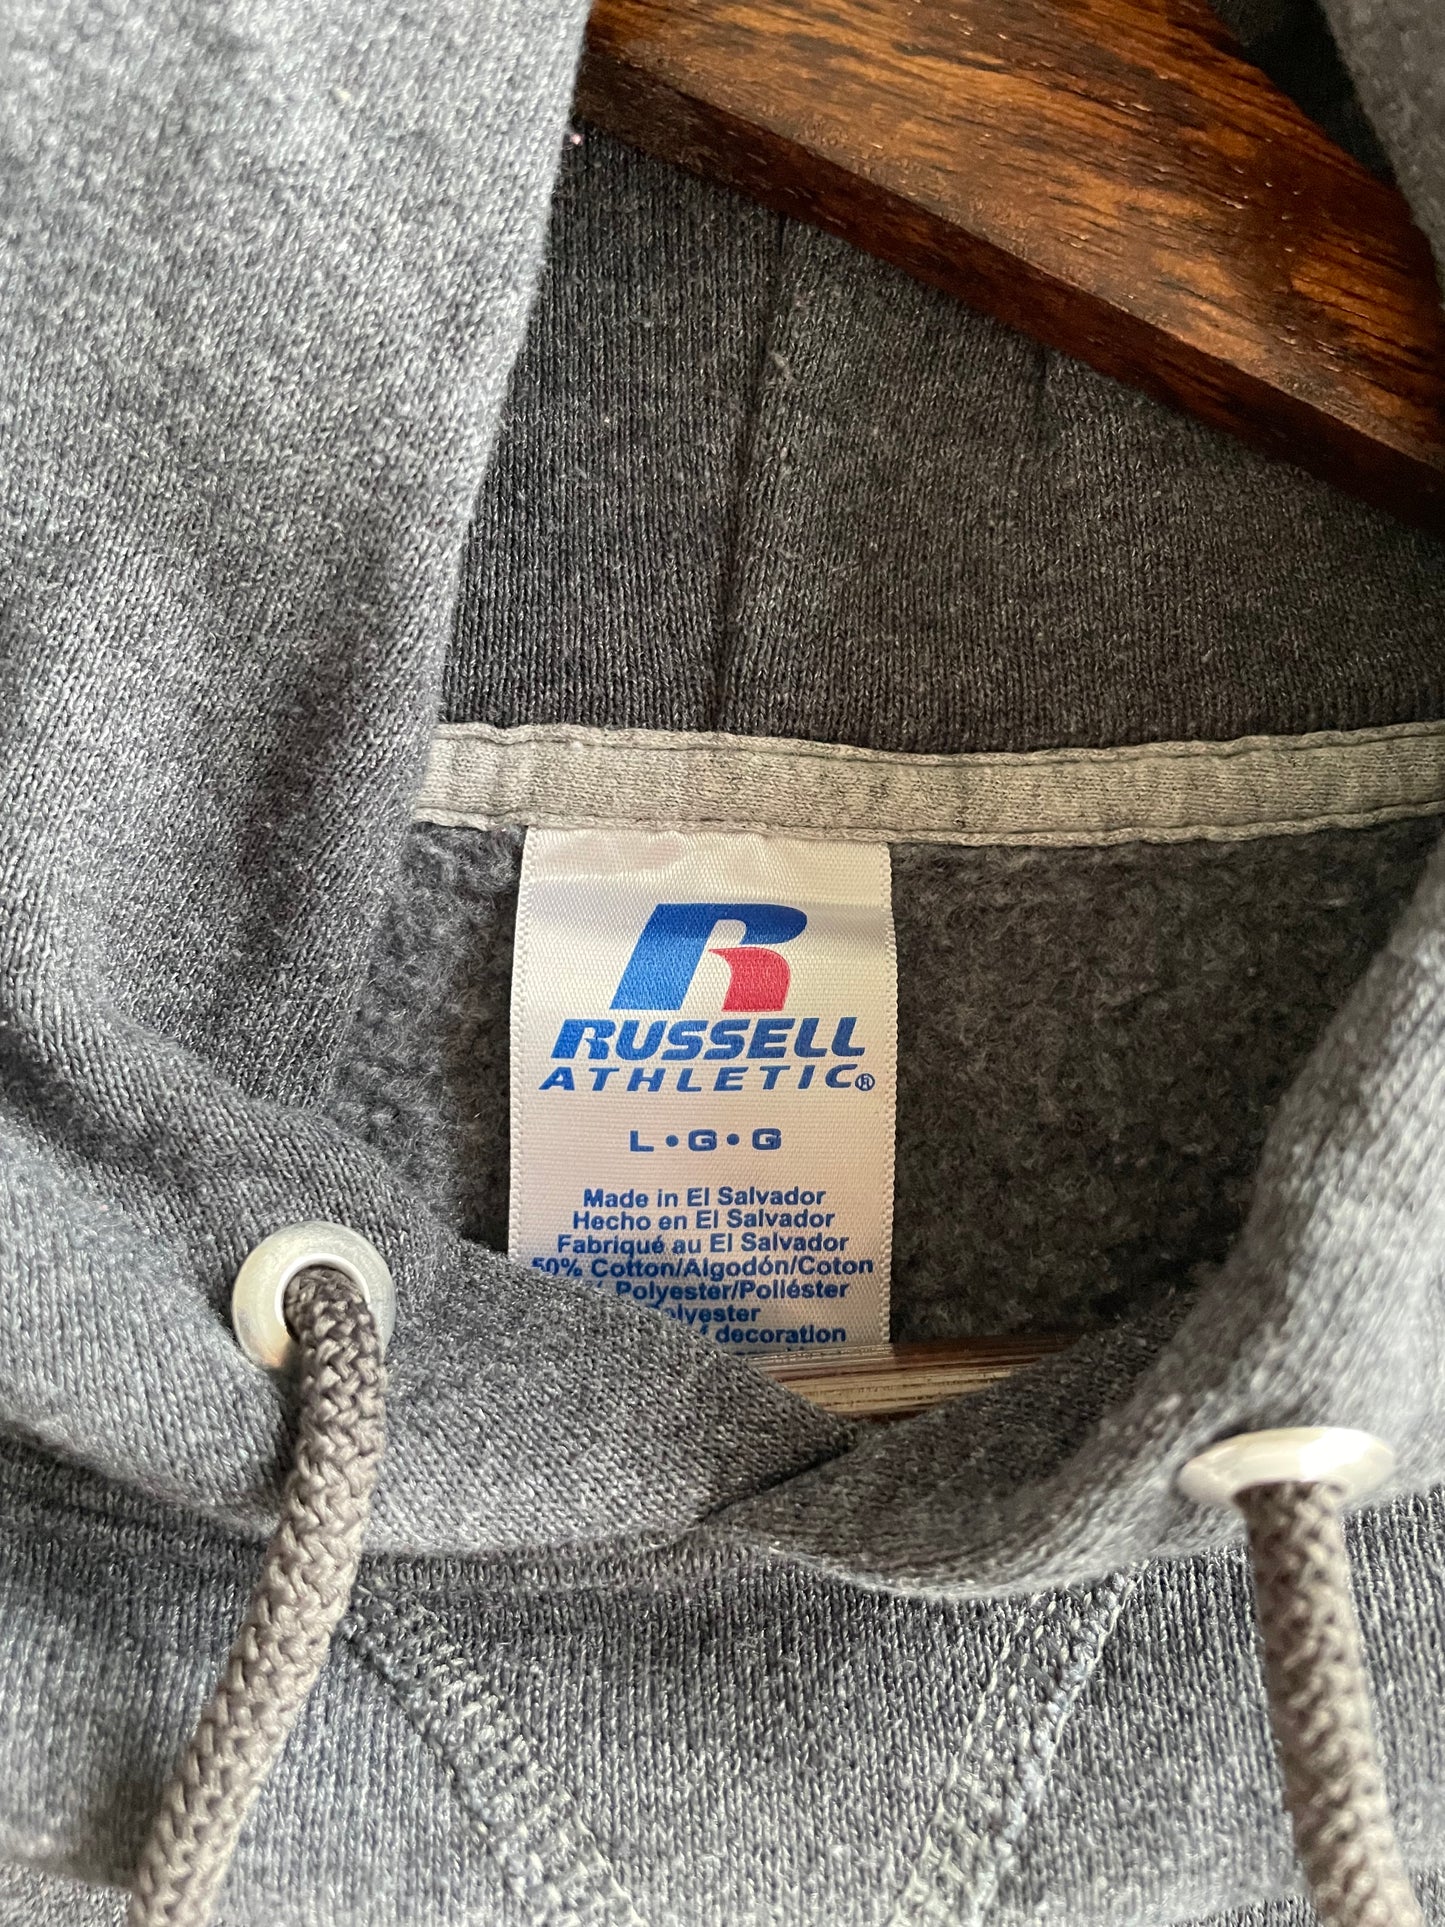 RUSSELL
ATHLETIC®
L•G•G
Made in El Salvador
Hecho en El Salvador
Fabriqué au El Salvador
50% Cotton/Algodón/Coton
Polyester/Poliéster
decoration